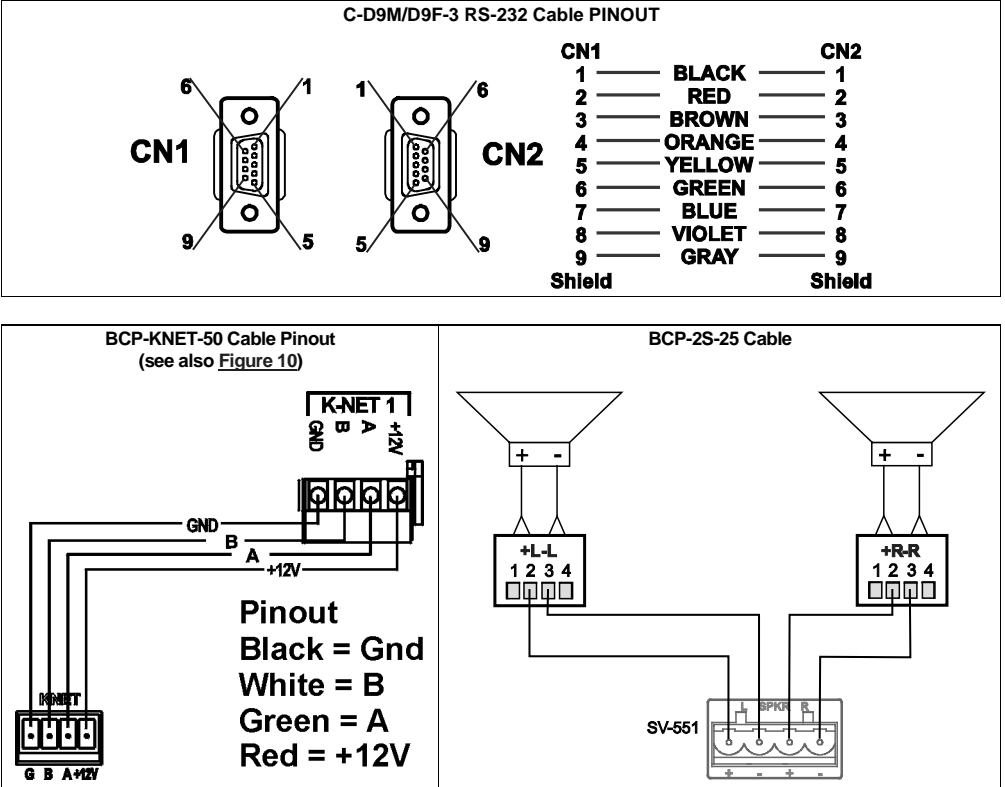 C-D9M/D9F-3 RS-232 Cable PINOUT
6 1
CN1
9 5
1 6
CN2
5 9
CN1 CN2
1 BLACK 1
2 RED 2
3 BROWN 3
4 ORANGE 4
5 YELLOW 5
6 GREEN 6
7 BLUE 7
8 VIOLET 8
9 GRAY 9
Shield Shield
BCP-KNET-50 Cable Pinout
(see also Figure 10)
K-NET 1
GND B A +12V
GND
B
A
+12V
Pinout
Black = Gnd
White = B
Green = A
Red = +12V
KNET
G B A +12V
BCP-2S-25 Cable
+ -
+L-L
1 2 3 4
+ -
+R-R
1 2 3 4
SV-551
L SPKR R
+ - + -